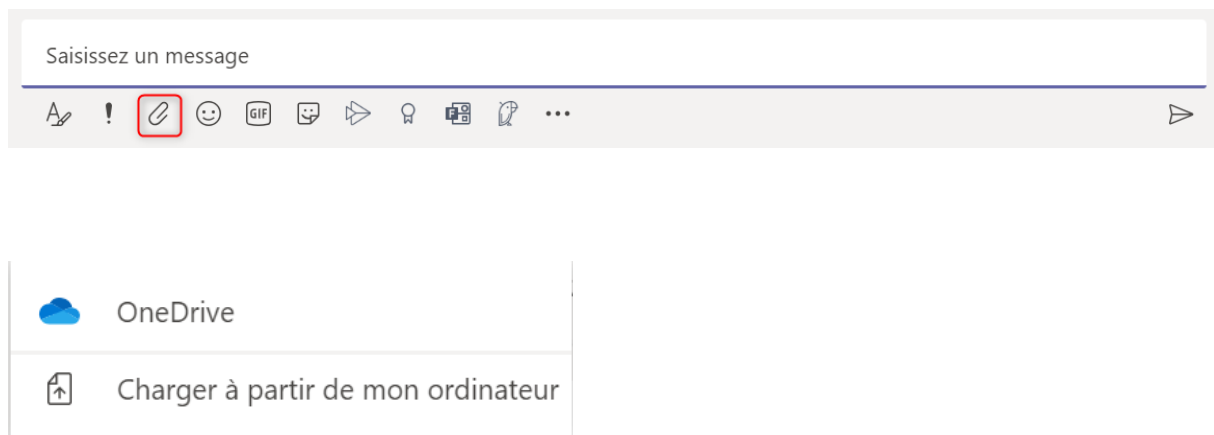 Saisissez un message
GIF
OneDrive
Charger à partir de mon ordinateur